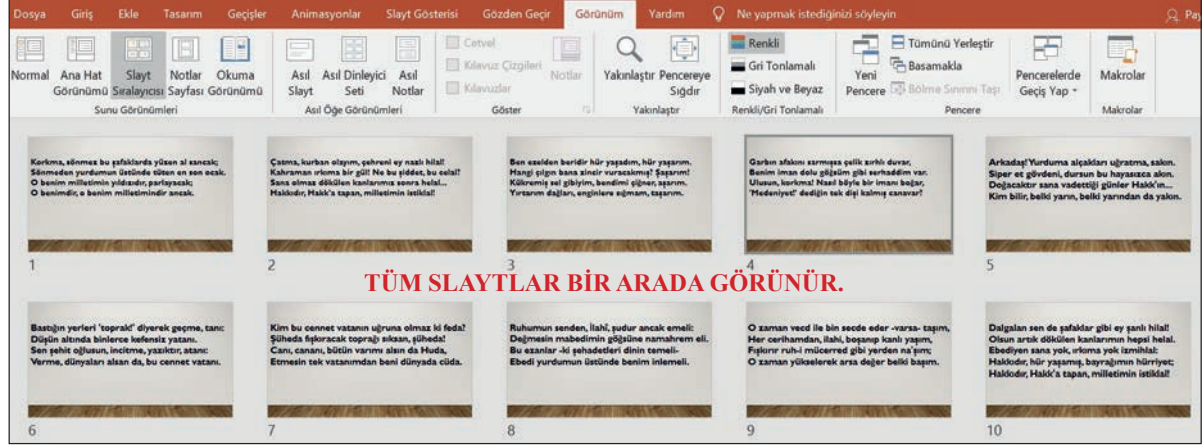 Dosya Giriş Ekle Tasarım Geçişler Animasyonlar Slayt Gösterisi Gözden Geçir Görünüm Yardım Ne yapmak istediğinizi söyleyin Pay
Normal Ana Hat Görünümü Slayt Sıralayıcısı Notlar Sayfası Okuma Görünümü
Sunu Görünümleri
Asıl Slayt Asıl Dinleyici Seti Asıl Notlar
Asıl Öğe Görünümleri
Cetvel
Kılavuz Çizgileri
Kılavuzlar
Notlar
Göster
Yakınlaştır Pencereye Sığdır
Yakınlaştır
Renkli
Gri Tonlamalı
Siyah ve Beyaz
Renkli/Gri Tonlamalı
Yeni Pencere
Tümünü Yerleştir
Basamakla
Bölme Sınırını Taşı
Pencerelerde Geçiş Yap
Pencere
Makrolar
Makrolar
Korkma, sönmez bu şafaklarda yüzen al sancak;
Sönmeden yurdumun üstünde tüten en son ocak.
O benim milletimin yıldızıdır, parlayacak;
O benimdir, o benim milletimindir ancak.
1
Çatma, kurban olayım, çehreni ey nazlı hilal!
Kahraman ırkıma bir gül! Ne bu şiddet, bu celal?
Sana olmaz dökülen kanlarımız sonra helal...
Hakkıdır, Hakk'a tapan, milletimin istiklal!
2
Ben ezelden beridir hür yaşadım, hür yaşarım.
Hangi çılgın bana zincir vuracakmış? Şaşarım!
Kükremiş sel gibiyim, bendimi çiğner, aşarım.
Yırtarım dağları, enginlere sığmam, taşarım.
3
Garbın afakını sarmışsa çelik zırhlı duvar,
Benim iman dolu göğsüm gibi serhaddim var.
Ulusun, korkma! Nasıl böyle bir imanı boğar,
'Medeniyet!' dediğin tek dişi kalmış canavar?
4
Arkadaş! Yurduma alçakları uğratma, sakın.
Siper et gövdeni, dursun bu hayasızca akın.
Doğacaktır sana vadettiği günler Hakk'ın...
Kim bilir, belki yarın, belki yarından da yakın.
5
TÜM SLAYTLAR BİR ARADA GÖRÜNÜR.
Bastığın yerleri 'toprak!' diyerek geçme, tanı:
Düşün altında binlerce kefensiz yatanı.
Sen şehit oğlusun, incitme, yazıktır, atanı:
Verme, dünyaları alsan da, bu cennet vatanı.
6
Kim bu cennet vatanın uğruna olmaz ki feda?
Şüheda fışkıracak toprağı sıksan, şüheda!
Canı, cananı, bütün varımı alsın da Huda,
Etmesin tek vatanımdan beni dünyada cüda.
7
Ruhumun senden, İlahî, şudur ancak emeli:
Değmesin mabedimin göğsüne namahrem eli.
Bu ezanlar -ki şehadetleri dinin temeli-
Ebedi yurdumun üstünde benim inlemeli.
8
O zaman vecd ile bin secde eder -varsa- taşım,
Her cerihamdan, ilahi, boşanıp kanlı yaşım,
Fışkırır ruh-i mücerred gibi yerden na'şım;
O zaman yükselerek arşa değer belki başım.
9
Dalgalan sen de şafaklar gibi ey şanlı hilal!
Olsun artık dökülen kanlarımın hepsi helal.
Ebediyen sana yok, ırkıma yok izmihlal:
Hakkıdır, hür yaşamış, bayrağımın hürriyet;
Hakkıdır, Hakk'a tapan, milletimin istiklal!
10